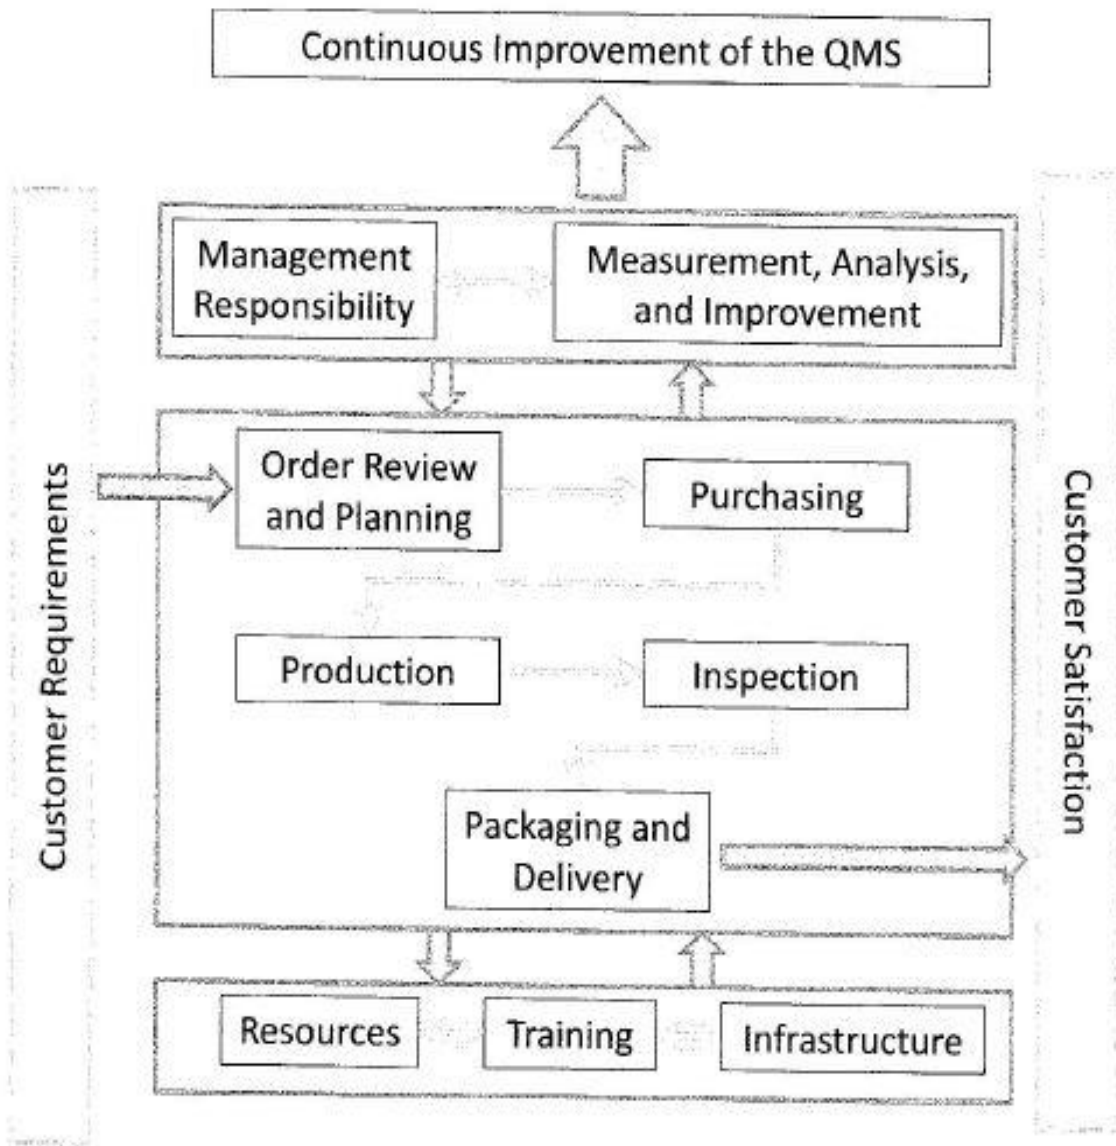 Continuous Improvement of the QMS
Management
Responsibility
Measurement, Analysis,
and Improvement
Customer Requirements
Order Review
and Planning
Purchasing
Production
Inspection
Packaging and
Delivery
Customer Satisfaction
Resources
Training
Infrastructure